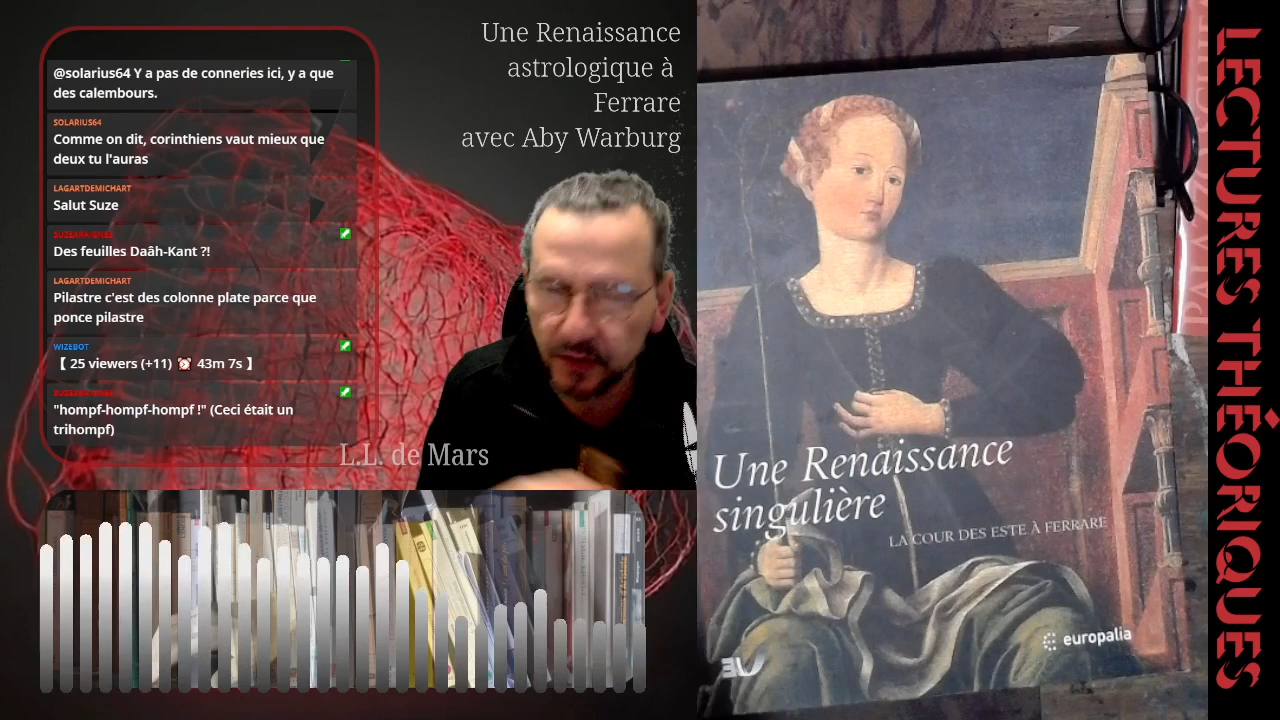 @solarius64 Y a pas de conneries ici, y a que
des calembours.
SOLARIUS64
Comme on dit, corinthiens vaut mieux que
deux tu l'auras
LAGARTDEMICHART
Salut Suze
Des feuilles Daâh-Kant ?!
LAGARTDEMICHART
Pilastre c'est des colonne plate parce que
ponce pilastre
WIZEBOT
【 25 viewers (+11) ⏰ 43m 7s 】
"hompf-hompf-hompf !" (Ceci était un
trihompf)
Une Renaissance
astrologique à
Ferrare
avec Aby Warburg
L.L. de Mars
Une Renaissance
singulière
LA COUR DES ESTE À FERRARE
europalia
LECTURES THÉORIQUES